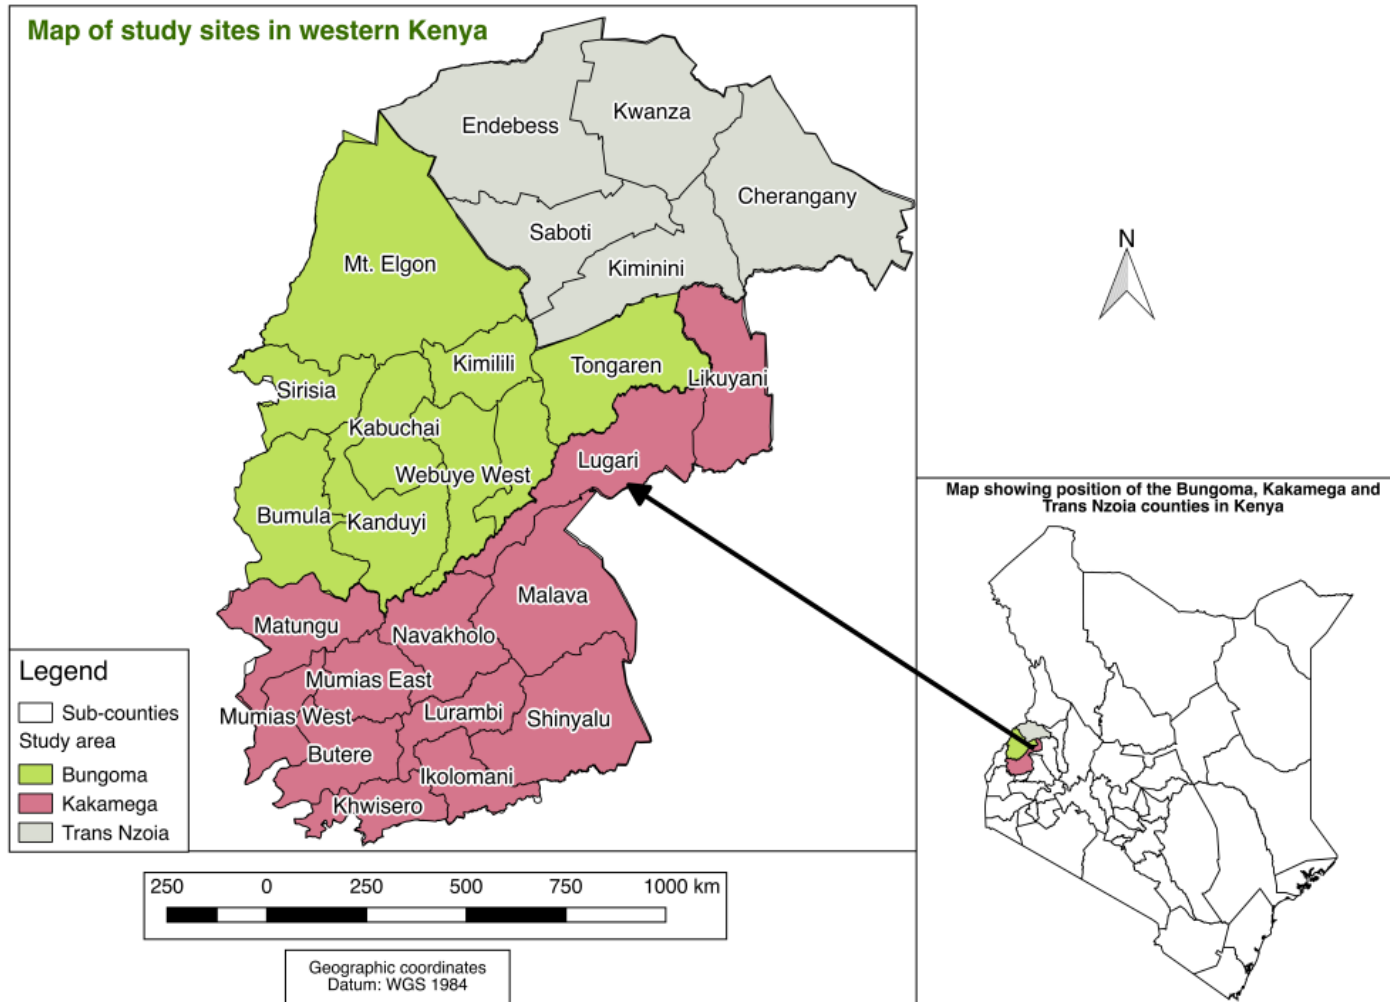 Map of study sites in western Kenya
Endebess
Kwanza
Cherangany
Saboti
Kiminini
Mt. Elgon
Kimilili
Tongaren
Likuyani
Sirisia
Kabuchai
Webuye West
Lugari
Bumula
Kanduyi
Malava
Matungu
Navakholo
Mumias East
Mumias West
Lurambi
Shinyalu
Butere
Ikolomani
Khwisero
Legend
Sub-counties
Study area
Bungoma
Kakamega
Trans Nzoia
250 0 250 500 750 1000 km
Geographic coordinates
Datum: WGS 1984
N
Map showing position of the Bungoma, Kakamega and
Trans Nzoia counties in Kenya